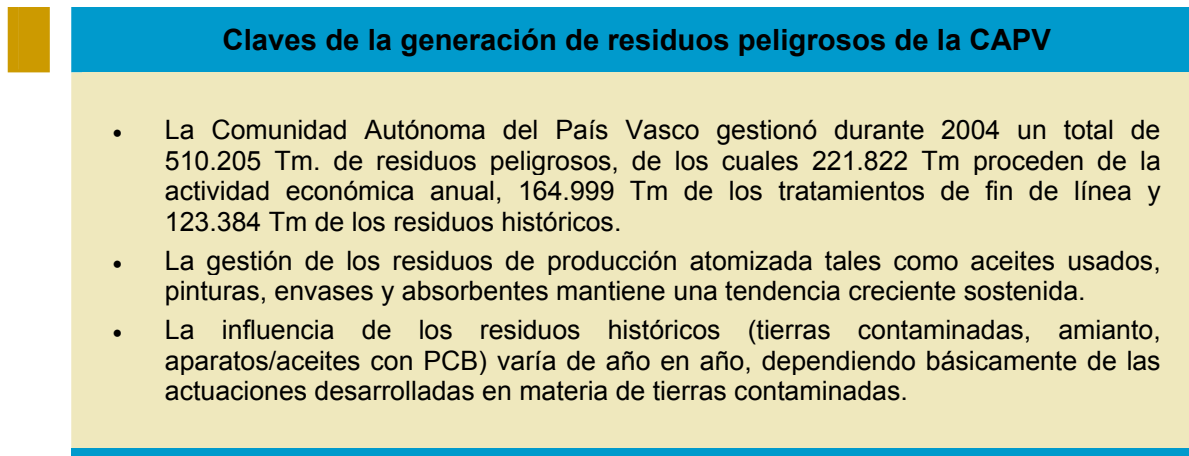 Claves de la generación de residuos peligrosos de la CAPV
• La Comunidad Autónoma del País Vasco gestionó durante 2004 un total de
510.205 Tm. de residuos peligrosos, de los cuales 221.822 Tm proceden de la
actividad económica anual, 164.999 Tm de los tratamientos de fin de línea y
123.384 Tm de los residuos históricos.
• La gestión de los residuos de producción atomizada tales como aceites usados,
pinturas, envases y absorbentes mantiene una tendencia creciente sostenida.
• La influencia de los residuos históricos (tierras contaminadas, amianto,
aparatos/aceites con PCB) varía de año en año, dependiendo básicamente de las
actuaciones desarrolladas en materia de tierras contaminadas.